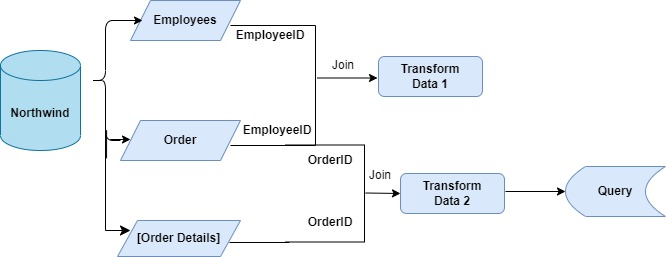 Employees
EmployeeID
Northwind
Join
Transform
Data 1
Order
EmployeeID
OrderID
Join
Transform
Data 2
Query
OrderID
[Order Details]